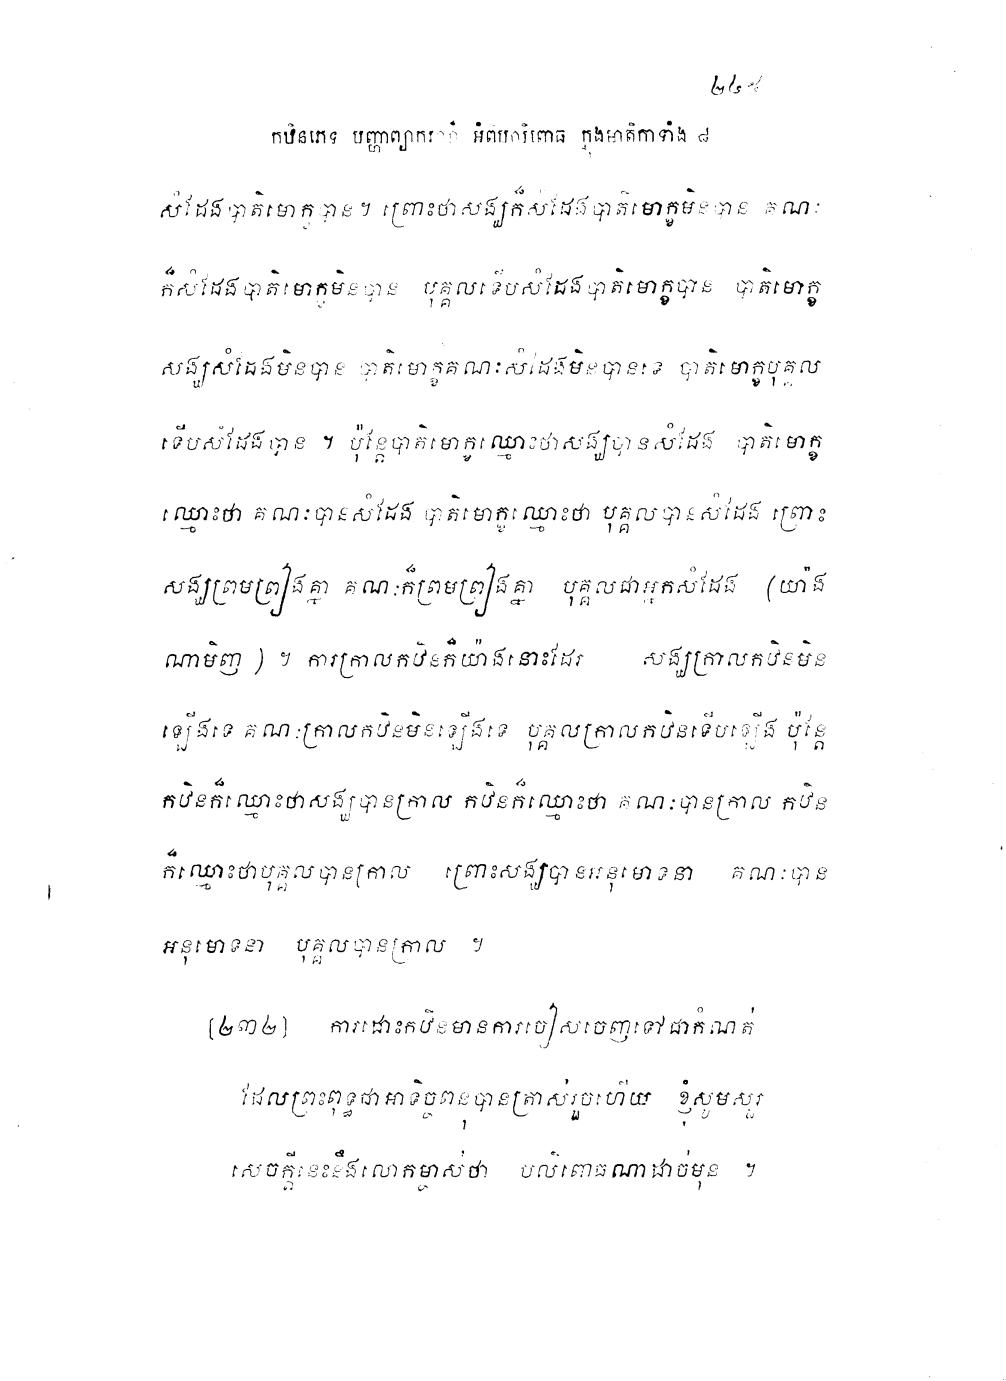 កឋិនភេទ បញ្ហាព្យាករណ៍ អំពីបលិពោធ ក្នុងមាតិកាទាំង ៨
សំដែងបាតិមោក្ខបាន។ ព្រោះថាសង្ឃក៏សំដែងបាតិមោក្ខមិនបាន គណៈ
ក៏សំដែងបាតិមោក្ខមិនបាន បុគ្គលទើបសំដែងបាតិមោក្ខបាន បាតិមោក្ខ
សង្ឃសំដែងមិនបាន បាតិមោក្ខគណៈសំដែងមិនបានទេ បាតិមោក្ខបុគ្គល
ទើបសំដែងបាន ។ ប៉ុន្តែបាតិមោក្ខឈ្មោះថាសង្ឃបានសំដែង បាតិមោក្ខ
ឈ្មោះថា គណៈបានសំដែង បាតិមោក្ខឈ្មោះថា បុគ្គលបានសំដែង ព្រោះ
សង្ឃព្រមព្រៀងគ្នា គណៈក៏ព្រមព្រៀងគ្នា បុគ្គលជាអ្នកសំដែង (យ៉ាង
ណាមិញ ) ។ ការក្រាលកឋិនក៏យ៉ាងនោះដែរ សង្ឃក្រាលកឋិនមិន
ឡើងទេ គណៈក្រាលកឋិនមិនឡើងទេ បុគ្គលក្រាលកឋិនទើបឡើង ប៉ុន្តែ
កឋិនក៏ឈ្មោះថាសង្ឃបានក្រាល កឋិនក៏ឈ្មោះថា គណៈបានក្រាល កឋិន
ក៏ឈ្មោះថាបុគ្គលបានក្រាល ព្រោះសង្ឃបានអនុមោទនា គណៈបាន
អនុមោទនា បុគ្គលបានក្រាល ។
(២៣២) ការដោះកឋិនមានការចៀសចេញទៅជាកំណត់
ដែលព្រះពុទ្ធជាអាទិច្ចពន្ធុបានត្រាស់រួចហើយ ខ្ញុំសូមសួរ
សេចក្តីនេះនឹងលោកម្ចាស់ថា បលិពោធណាដាច់មុន ។